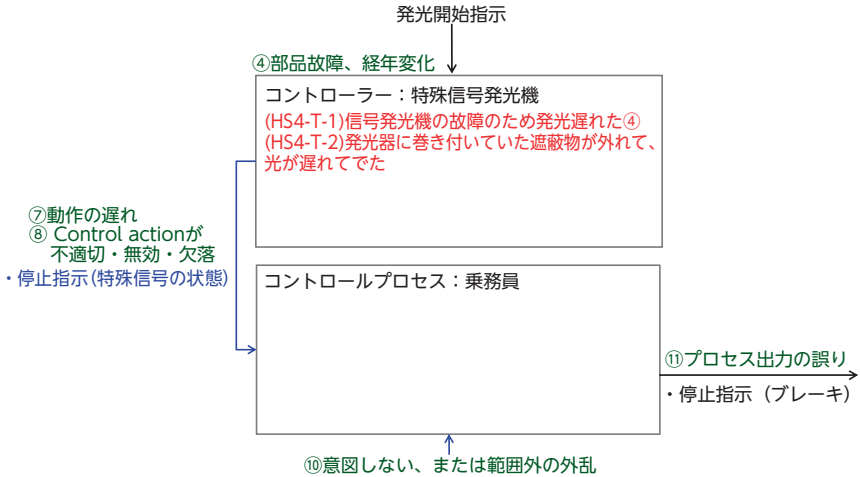 発光開始指示
④部品故障、経年変化
コントローラー：特殊信号発光機
(HS4-T-1)信号発光機の故障のため発光遅れた④
(HS4-T-2)発光器に巻き付いていた遮蔽物が外れて、
光が遅れてでた
⑦動作の遅れ
⑧ Control actionが
不適切・無効・欠落
・停止指示(特殊信号の状態)
コントロールプロセス：乗務員
⑪プロセス出力の誤り
・停止指示（ブレーキ）
⑩意図しない、または範囲外の外乱